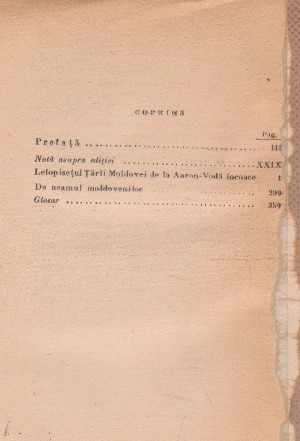 CUPRINS
Pag.
Prefață III
Notă asupra ediției XXIX
Letopisețul Țării Moldovei de la Aaron-Vodă încoace 1
De neamul moldovenilor 299
Glosar 359